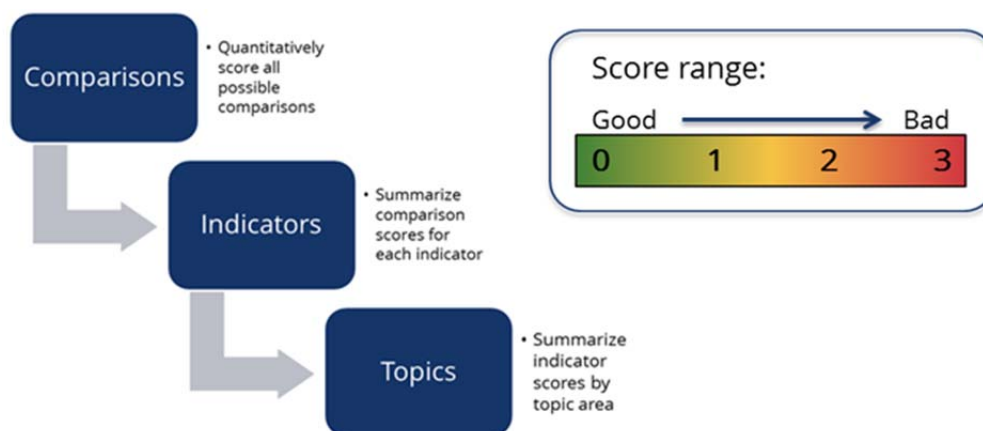 Comparisons
• Quantitatively
score all
possible
comparisons
Indicators
• Summarize
comparison
scores for
each indicator
Topics
• Summarize
indicator
scores by
topic area
Score range:
Good Bad
0 1 2 3